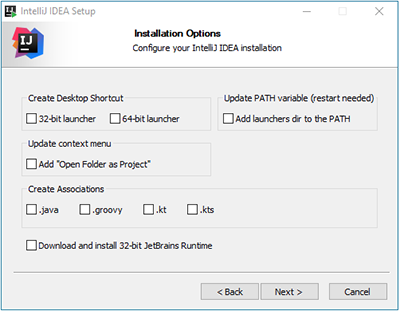 IntelliJ IDEA Setup
IJ
Installation Options
Configure your IntelliJ IDEA installation
Create Desktop Shortcut
32-bit launcher
64-bit launcher
Update PATH variable (restart needed)
Add launchers dir to the PATH
Update context menu
Add "Open Folder as Project"
Create Associations
.java
.groovy
.kt
.kts
Download and install 32-bit JetBrains Runtime
< Back
Next >
Cancel